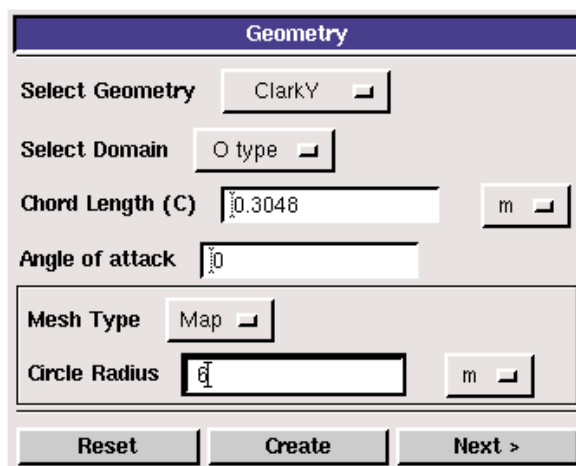 Geometry
Select Geometry ClarkY
Select Domain O type
Chord Length (C) 0.3048 m
Angle of attack 0
Mesh Type Map
Circle Radius 6 m
Reset Create Next >